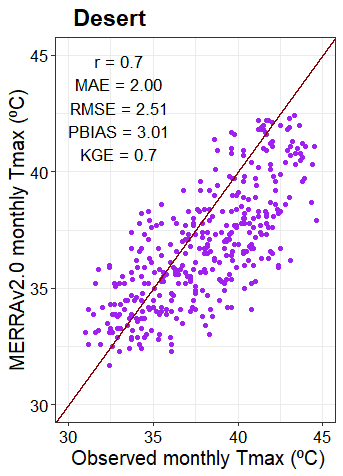 Desert
r = 0.7
MAE = 2.00
RMSE = 2.51
PBIAS = 3.01
KGE = 0.7
MERRAv2.0 monthly Tmax (ºC)
45
40
35
30
30 35 40 45
Observed monthly Tmax (ºC)